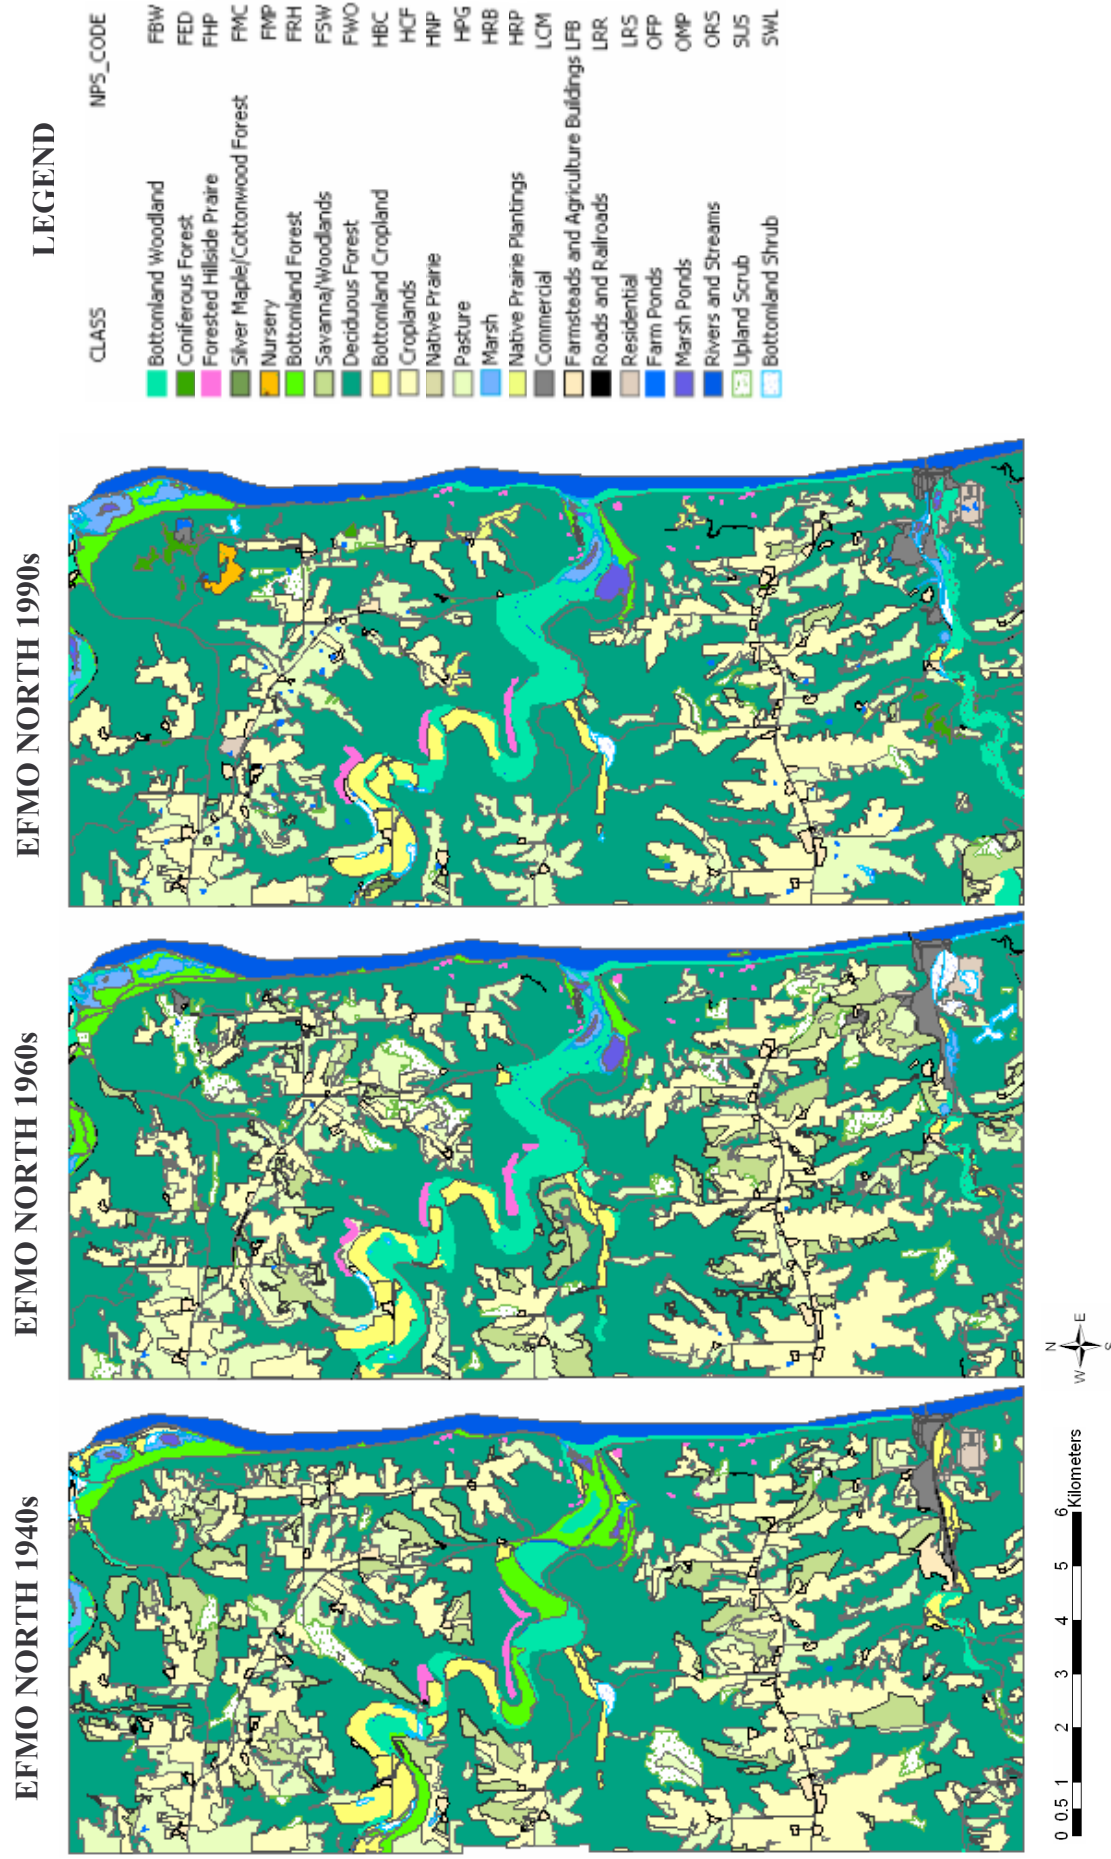 EFMO NORTH 1940s
EFMO NORTH 1960s
EFMO NORTH 1990s
LEGEND
CLASS NPS_CODE
Bottomland Woodland FBW
Coniferous Forest FED
Forested Hillside Praire FHP
Silver Maple/Cottonwood Forest FMC
Nursery FMP
Bottomland Forest FRH
Savanna/Woodlands FSW
Deciduous Forest FWO
Bottomland Cropland HBC
Croplands HCF
Native Prairie HNP
Pasture HPG
Marsh HRB
Native Prairie Plantings HRP
Commercial LCM
Farmsteads and Agriculture Buildings LFB
Roads and Railroads LRR
Residential LRS
Farm Ponds OFP
Marsh Ponds OMP
Rivers and Streams ORS
Upland Scrub SUS
Bottomland Shrub SWL
0 0.5 1 2 3 4 5 6 Kilometers
N
W E
S